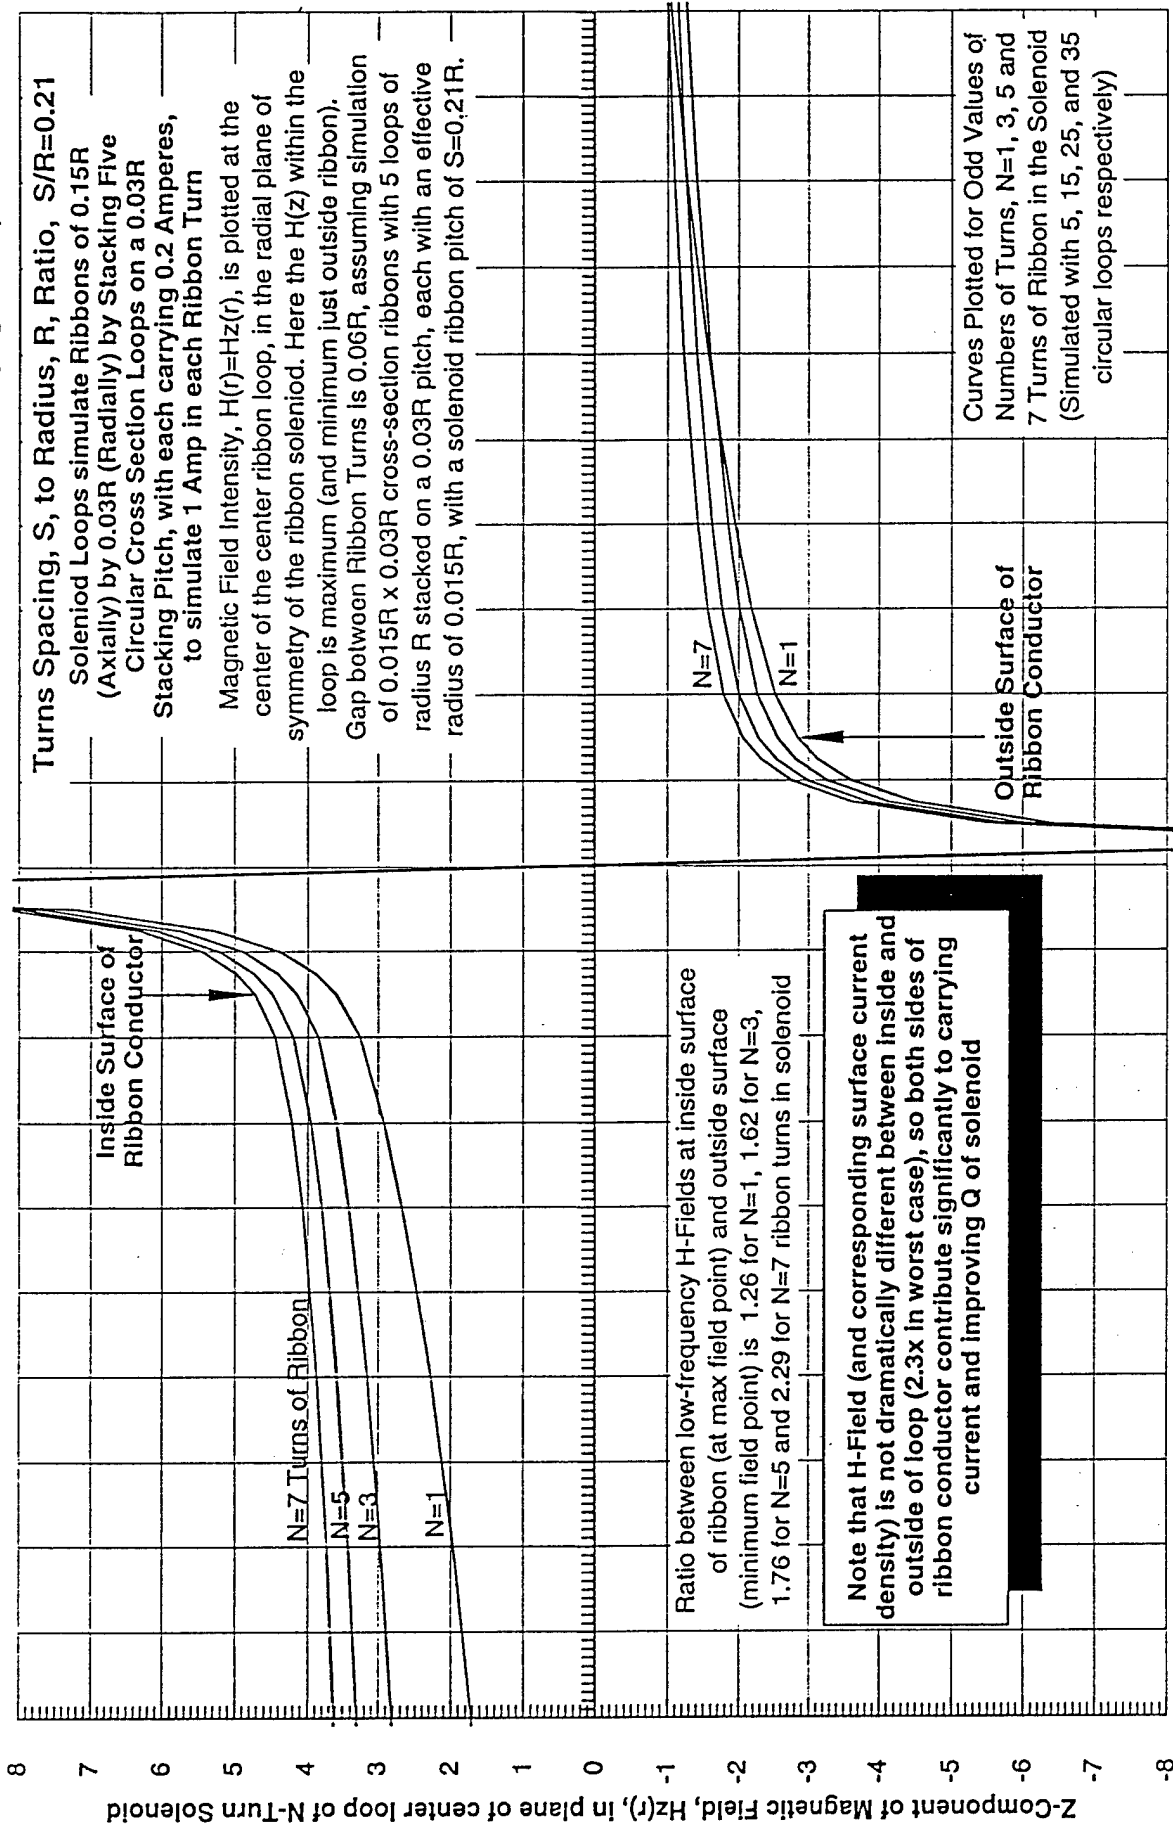 Turns Spacing, S, to Radius, R, Ratio, S/R=0.21
Soleniod Loops simulate Ribbons of 0.15R
(Axially) by 0.03R (Radially) by Stacking Five
Circular Cross Section Loops on a 0.03R
Stacking Pitch, with each carrying 0.2 Amperes,
to simulate 1 Amp in each Ribbon Turn
Magnetic Field Intensity, H(r)=Hz(r), is plotted at the
center of the center ribbon loop, in the radial plane of
symmetry of the ribbon soleniod. Here the H(z) within the
loop is maximum (and minimum just outside ribbon).
Gap between Ribbon Turns is 0.06R, assuming simulation
of 0.015R x 0.03R cross-section ribbons with 5 loops of
radius R stacked on a 0.03R pitch, each with an effective
radius of 0.015R, with a solenoid ribbon pitch of S=0.21R.
Inside Surface of
Ribbon Conductor
N=7 Turns of Ribbon
N=5
N=3
N=1
N=7
N=1
Outside Surface of
Ribbon Conductor
Ratio between low-frequency H-Fields at inside surface
of ribbon (at max field point) and outside surface
(minimum field point) is 1.26 for N=1, 1.62 for N=3,
1.76 for N=5 and 2.29 for N=7 ribbon turns in solenoid
Note that H-Field (and corresponding surface current
density) is not dramatically different between inside and
outside of loop (2.3x in worst case), so both sides of
ribbon conductor contribute significantly to carrying
current and improving Q of solenoid
Curves Plotted for Odd Values of
Numbers of Turns, N=1, 3, 5 and
7 Turns of Ribbon in the Solenoid
(Simulated with 5, 15, 25, and 35
circular loops respectively)
8
7
6
5
4
3
2
1
0
-1
-2
-3
-4
-5
-6
-7
-8
Z-Component of Magnetic Field, Hz(r), in plane of center loop of N-Turn Solenoid